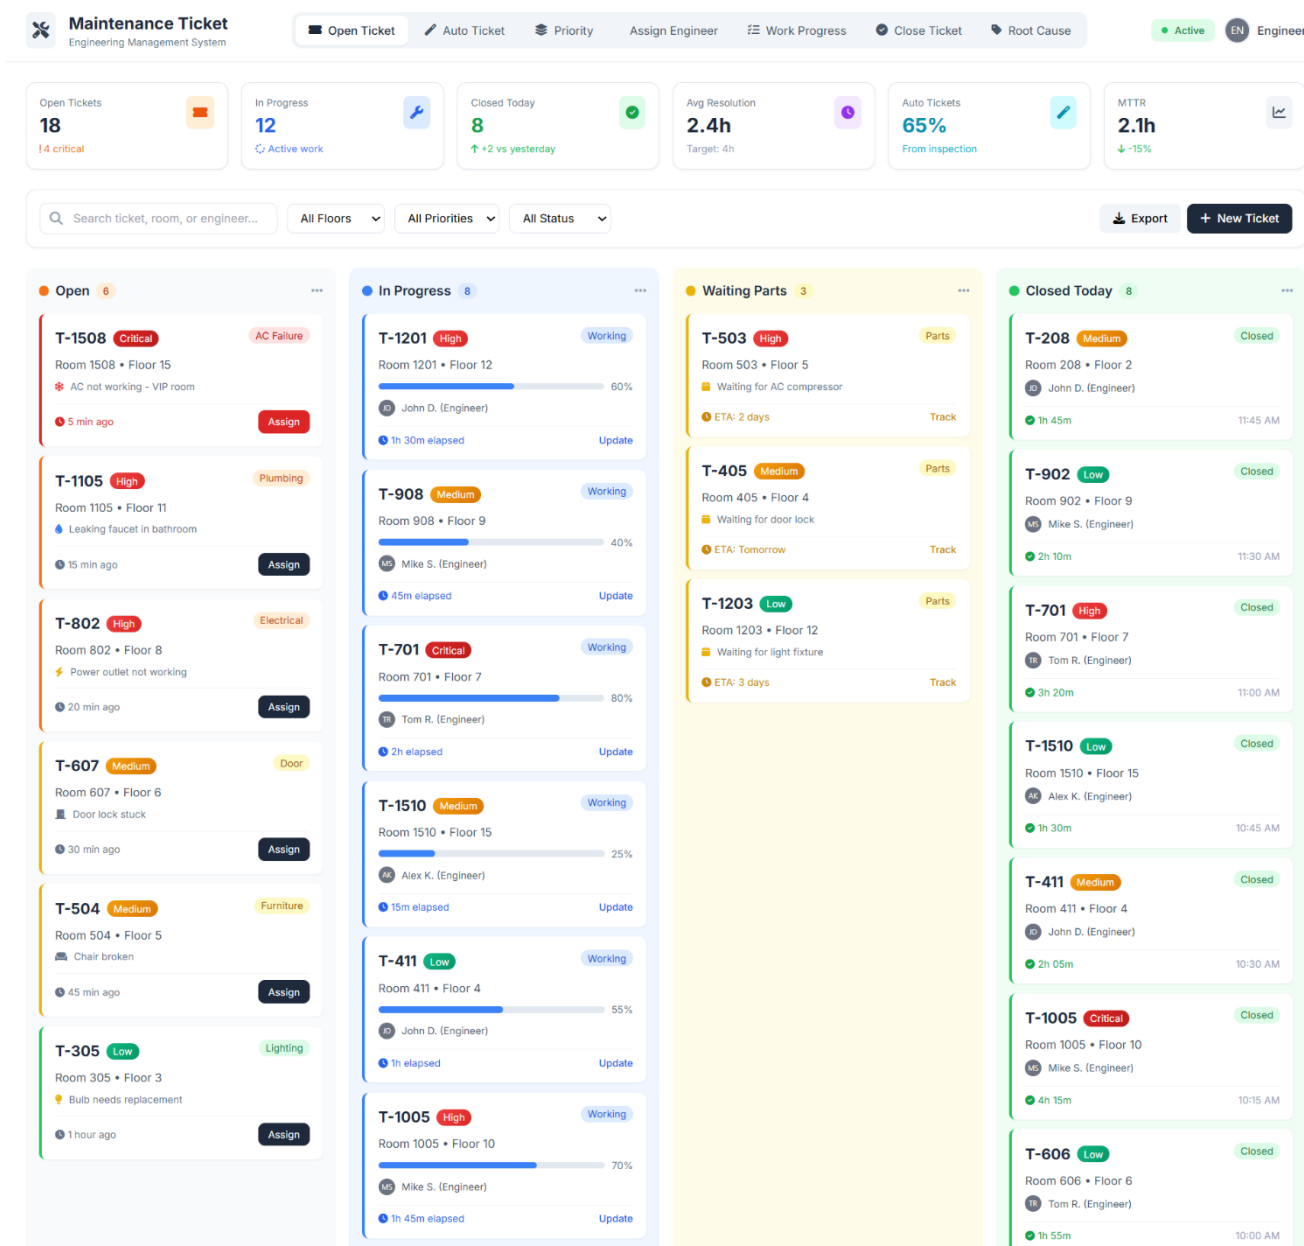 Maintenance Ticket
Engineering Management System
Open Ticket
Auto Ticket
Priority
Assign Engineer
Work Progress
Close Ticket
Root Cause
Active
EN
Engineer
Open Tickets
18
! 4 critical
In Progress
12
Active work
Closed Today
8
+2 vs yesterday
Avg Resolution
2.4h
Target: 4h
Auto Tickets
65%
From inspection
MTTR
2.1h
-15%
Search ticket, room, or engineer...
All Floors
All Priorities
All Status
Export
+ New Ticket
Open 6
T-1508 Critical AC Failure
Room 1508 • Floor 15
AC not working - VIP room
5 min ago Assign
T-1105 High Plumbing
Room 1105 • Floor 11
Leaking faucet in bathroom
15 min ago Assign
T-802 High Electrical
Room 802 • Floor 8
Power outlet not working
20 min ago Assign
T-607 Medium Door
Room 607 • Floor 6
Door lock stuck
30 min ago Assign
T-504 Medium Furniture
Room 504 • Floor 5
Chair broken
45 min ago Assign
T-305 Low Lighting
Room 305 • Floor 3
Bulb needs replacement
1 hour ago Assign
In Progress 8
T-1201 High Working
Room 1201 • Floor 12
60%
JD John D. (Engineer)
1h 30m elapsed Update
T-908 Medium Working
Room 908 • Floor 9
40%
MS Mike S. (Engineer)
45m elapsed Update
T-701 Critical Working
Room 701 • Floor 7
80%
TR Tom R. (Engineer)
2h elapsed Update
T-1510 Medium Working
Room 1510 • Floor 15
25%
AK Alex K. (Engineer)
15m elapsed Update
T-411 Low Working
Room 411 • Floor 4
55%
JD John D. (Engineer)
1h elapsed Update
T-1005 High Working
Room 1005 • Floor 10
70%
MS Mike S. (Engineer)
1h 45m elapsed Update
Waiting Parts 3
T-503 High Parts
Room 503 • Floor 5
Waiting for AC compressor
ETA: 2 days Track
T-405 Medium Parts
Room 405 • Floor 4
Waiting for door lock
ETA: Tomorrow Track
T-1203 Low Parts
Room 1203 • Floor 12
Waiting for light fixture
ETA: 3 days Track
Closed Today 8
T-208 Medium Closed
Room 208 • Floor 2
JD John D. (Engineer)
1h 45m 11:45 AM
T-902 Low Closed
Room 902 • Floor 9
MS Mike S. (Engineer)
2h 10m 11:30 AM
T-701 High Closed
Room 701 • Floor 7
TR Tom R. (Engineer)
3h 20m 11:00 AM
T-1510 Low Closed
Room 1510 • Floor 15
AK Alex K. (Engineer)
1h 30m 10:45 AM
T-411 Medium Closed
Room 411 • Floor 4
JD John D. (Engineer)
2h 05m 10:30 AM
T-1005 Critical Closed
Room 1005 • Floor 10
MS Mike S. (Engineer)
4h 15m 10:15 AM
T-606 Low Closed
Room 606 • Floor 6
TR Tom R. (Engineer)
1h 55m 10:00 AM